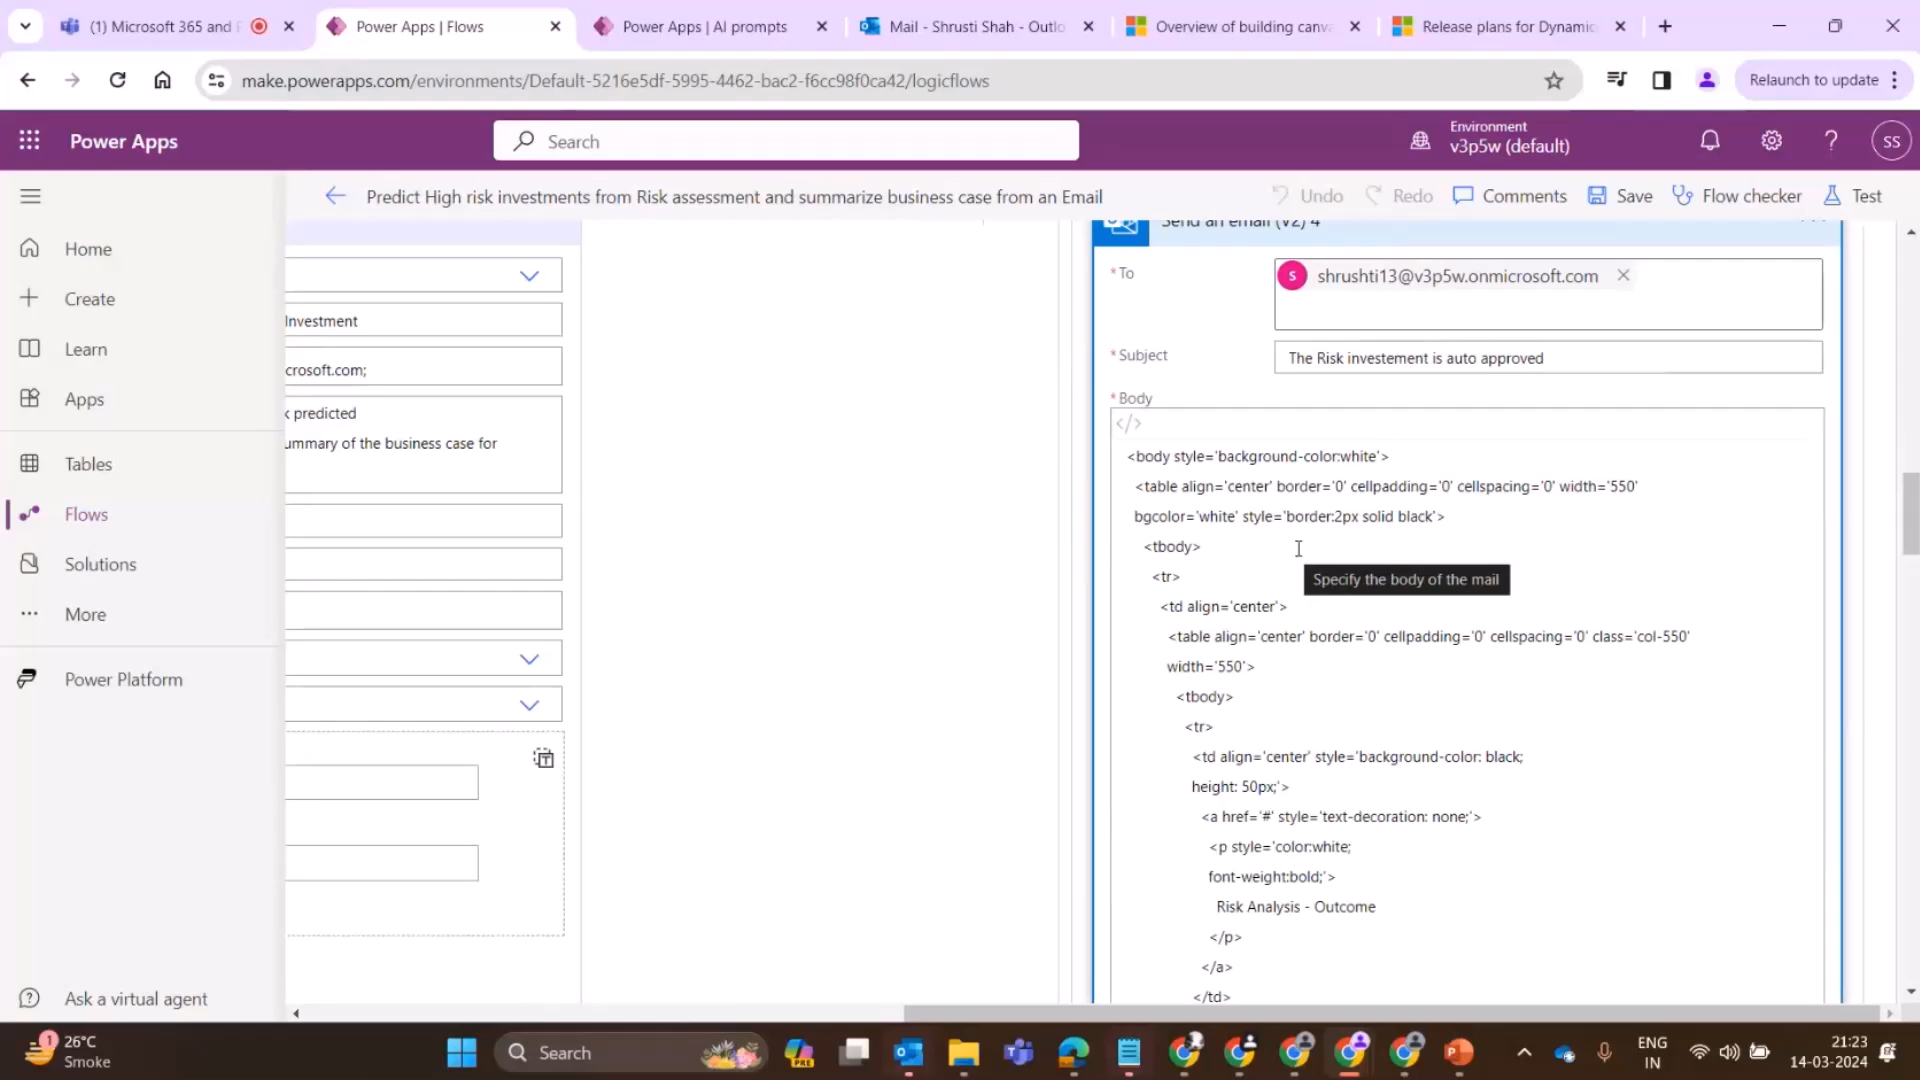 (1) Microsoft 365 and
Power Apps | Flows
Power Apps | AI prompts
Mail - Shrusti Shah - Outlo
Overview of building canva
Release plans for Dynamic
make.powerapps.com/environments/Default-5216e5df-5995-4462-bac2-f6cc98f0ca42/logicflows
Relaunch to update
Power Apps
Search
Environment
v3p5w (default)
SS
Predict High risk investments from Risk assessment and summarize business case from an Email
Undo
Redo
Comments
Save
Flow checker
Test
Home
Create
Learn
Apps
Tables
Flows
Solutions
More
Power Platform
Ask a virtual agent
Investment
crosoft.com;
k predicted
ummary of the business case for
Send an email (V2) 4
* To
S
shrushti13@v3p5w.onmicrosoft.com
* Subject
The Risk investement is auto approved
* Body
</>
<body style='background-color:white'>
<table align='center' border='0' cellpadding='0' cellspacing='0' width='550'
bgcolor='white' style='border:2px solid black'>
<tbody>
Specify the body of the mail
<tr>
<td align='center'>
<table align='center' border='0' cellpadding='0' cellspacing='0' class='col-550'
width='550'>
<tbody>
<tr>
<td align='center' style='background-color: black;
height: 50px;'>
<a href='#' style='text-decoration: none;'>
<p style='color:white;
font-weight:bold;'>
Risk Analysis - Outcome
</p>
</a>
</td>
1
26°C
Smoke
Search
PRE
ENG
IN
21:23
14-03-2024